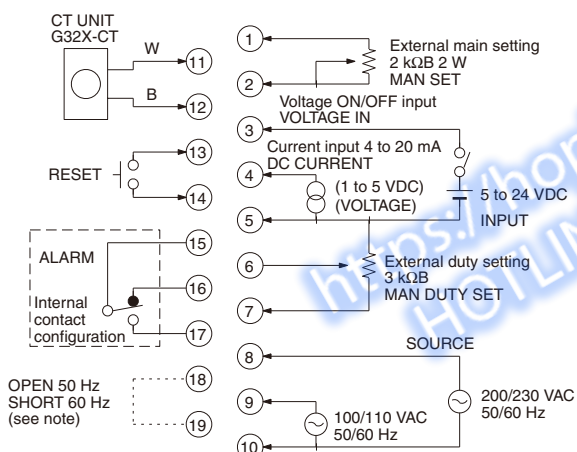 CT UNIT
G32X-CT
W
11
B
12
RESET
13
14
ALARM
15
16
Internal
contact
configuration
17
OPEN 50 Hz
SHORT 60 Hz
(see note)
18
19
1
External main setting
2 kΩB 2 W
MAN SET
2
Voltage ON/OFF input
VOLTAGE IN
3
Current input 4 to 20 mA
DC CURRENT
4
(1 to 5 VDC)
(VOLTAGE)
5 to 24 VDC
5
INPUT
6
External duty setting
3 kΩB
MAN DUTY SET
7
SOURCE
8
200/230 VAC
50/60 Hz
9
100/110 VAC
50/60 Hz
10
https://hor
HOTLIN